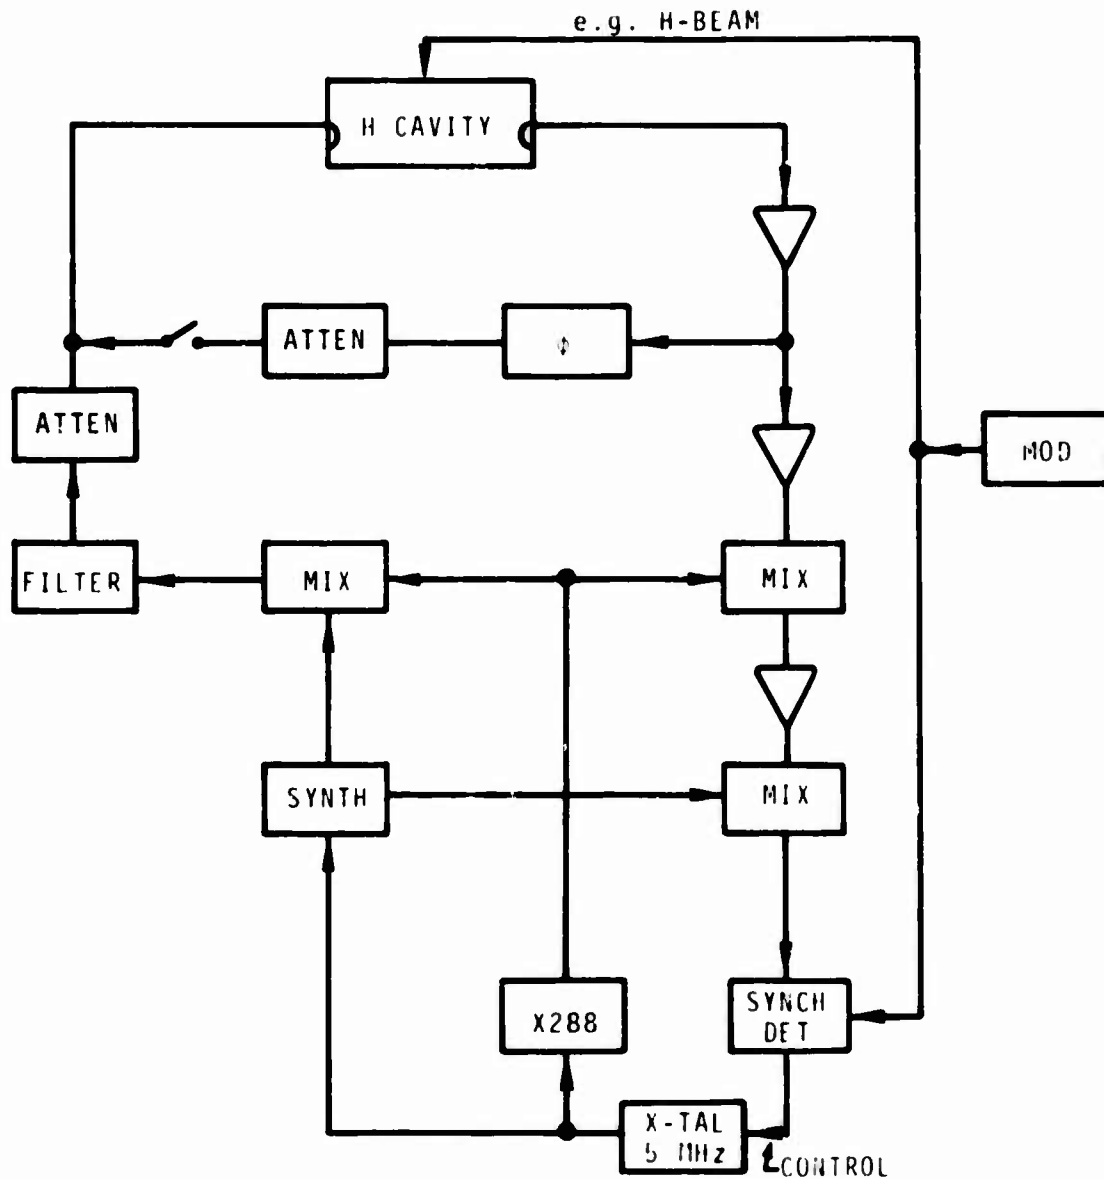 e.g. H-BEAM
H CAVITY
ATTEN
ϕ
ATTEN
MOD
FILTER
MIX
MIX
SYNTH
MIX
X288
SYNCH
DET
X-TAL
5 MHz
CONTROL